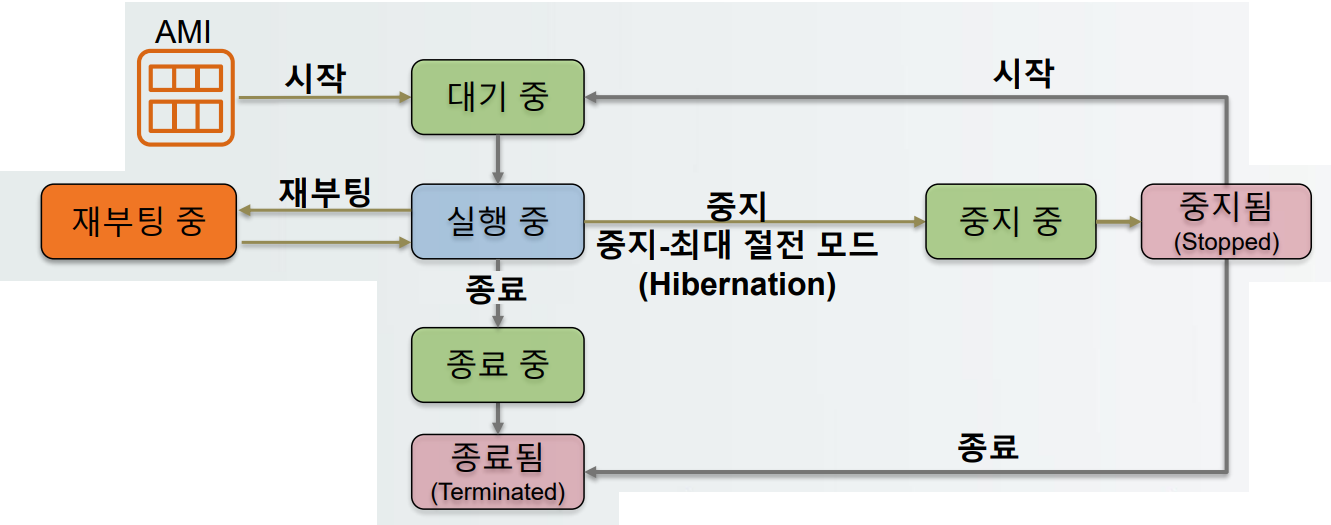 AMI
시작
대기 중
시작
재부팅 중
재부팅
실행 중
중지
중지-최대 절전 모드
(Hibernation)
중지 중
중지됨
(Stopped)
종료
종료 중
종료됨
(Terminated)
종료